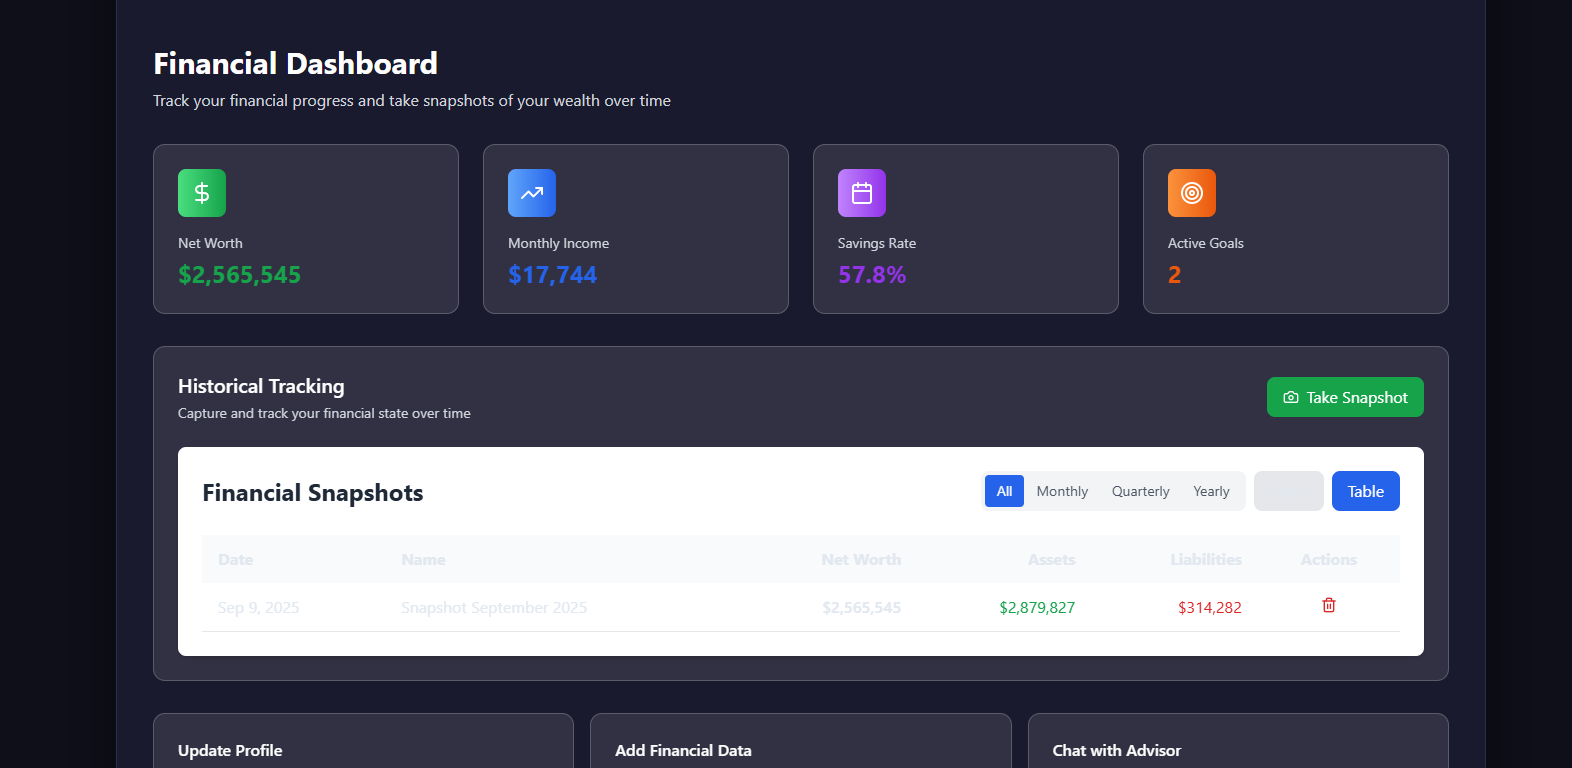 Financial Dashboard
Track your financial progress and take snapshots of your wealth over time
Net Worth
$2,565,545
Monthly Income
$17,744
Savings Rate
57.8%
Active Goals
2
Historical Tracking
Capture and track your financial state over time
Take Snapshot
Financial Snapshots
All Monthly Quarterly Yearly
Table
Date Name Net Worth Assets Liabilities Actions
Sep 9, 2025 Snapshot September 2025 $2,565,545 $2,879,827 $314,282
Update Profile
Add Financial Data
Chat with Advisor